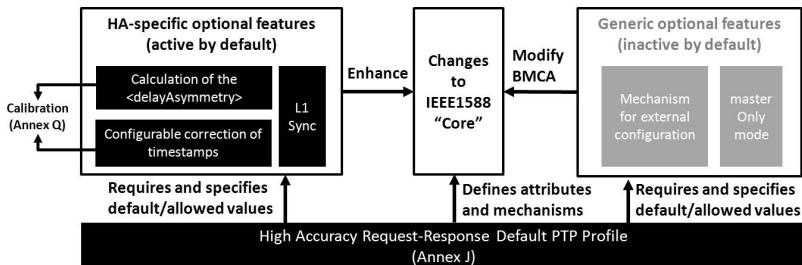 HA-specific optional features
(active by default)
Calculation of the
<delayAsymmetry>
Configurable correction of
timestamps
L1
Sync
Calibration
(Annex Q)
Enhance
Changes
to
IEEE1588
“Core”
Modify
BMCA
Generic optional features
(inactive by default)
Mechanism
for external
configuration
master
Only
mode
Requires and specifies
default/allowed values
Defines attributes
and mechanisms
Requires and specifies
default/allowed values
High Accuracy Request-Response Default PTP Profile
(Annex J)